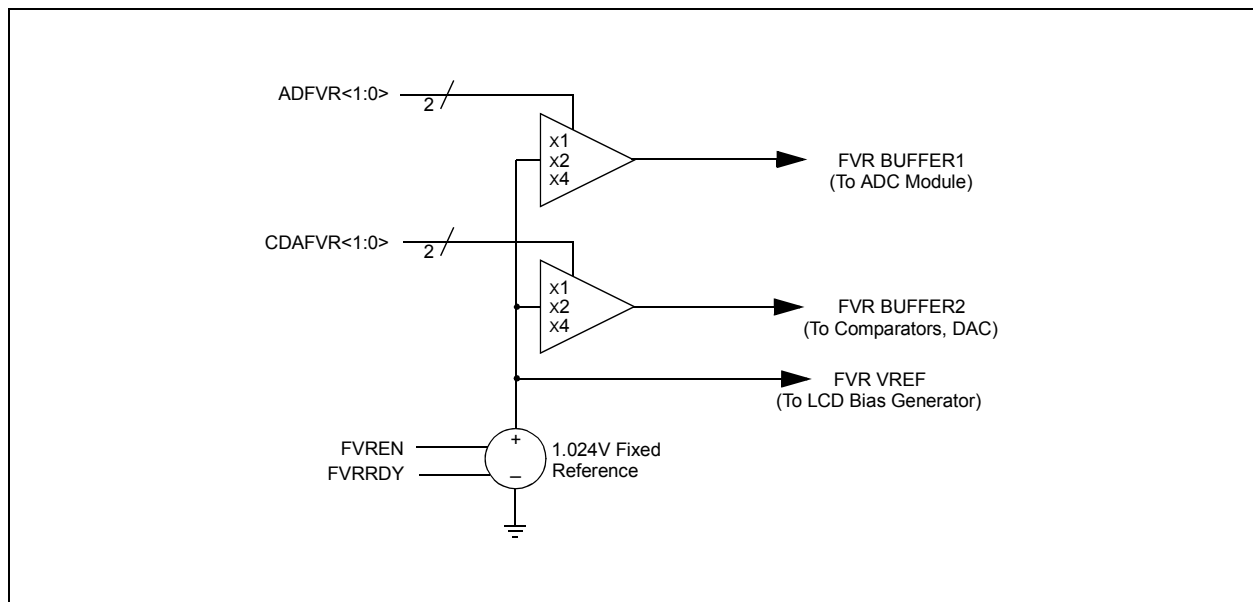 ADFVR<1:0>
2
x1
x2
x4
FVR BUFFER1
(To ADC Module)
CDAFVR<1:0>
2
x1
x2
x4
FVR BUFFER2
(To Comparators, DAC)
FVR VREF
(To LCD Bias Generator)
FVREN
FVRRDY
+
_
1.024V Fixed
Reference